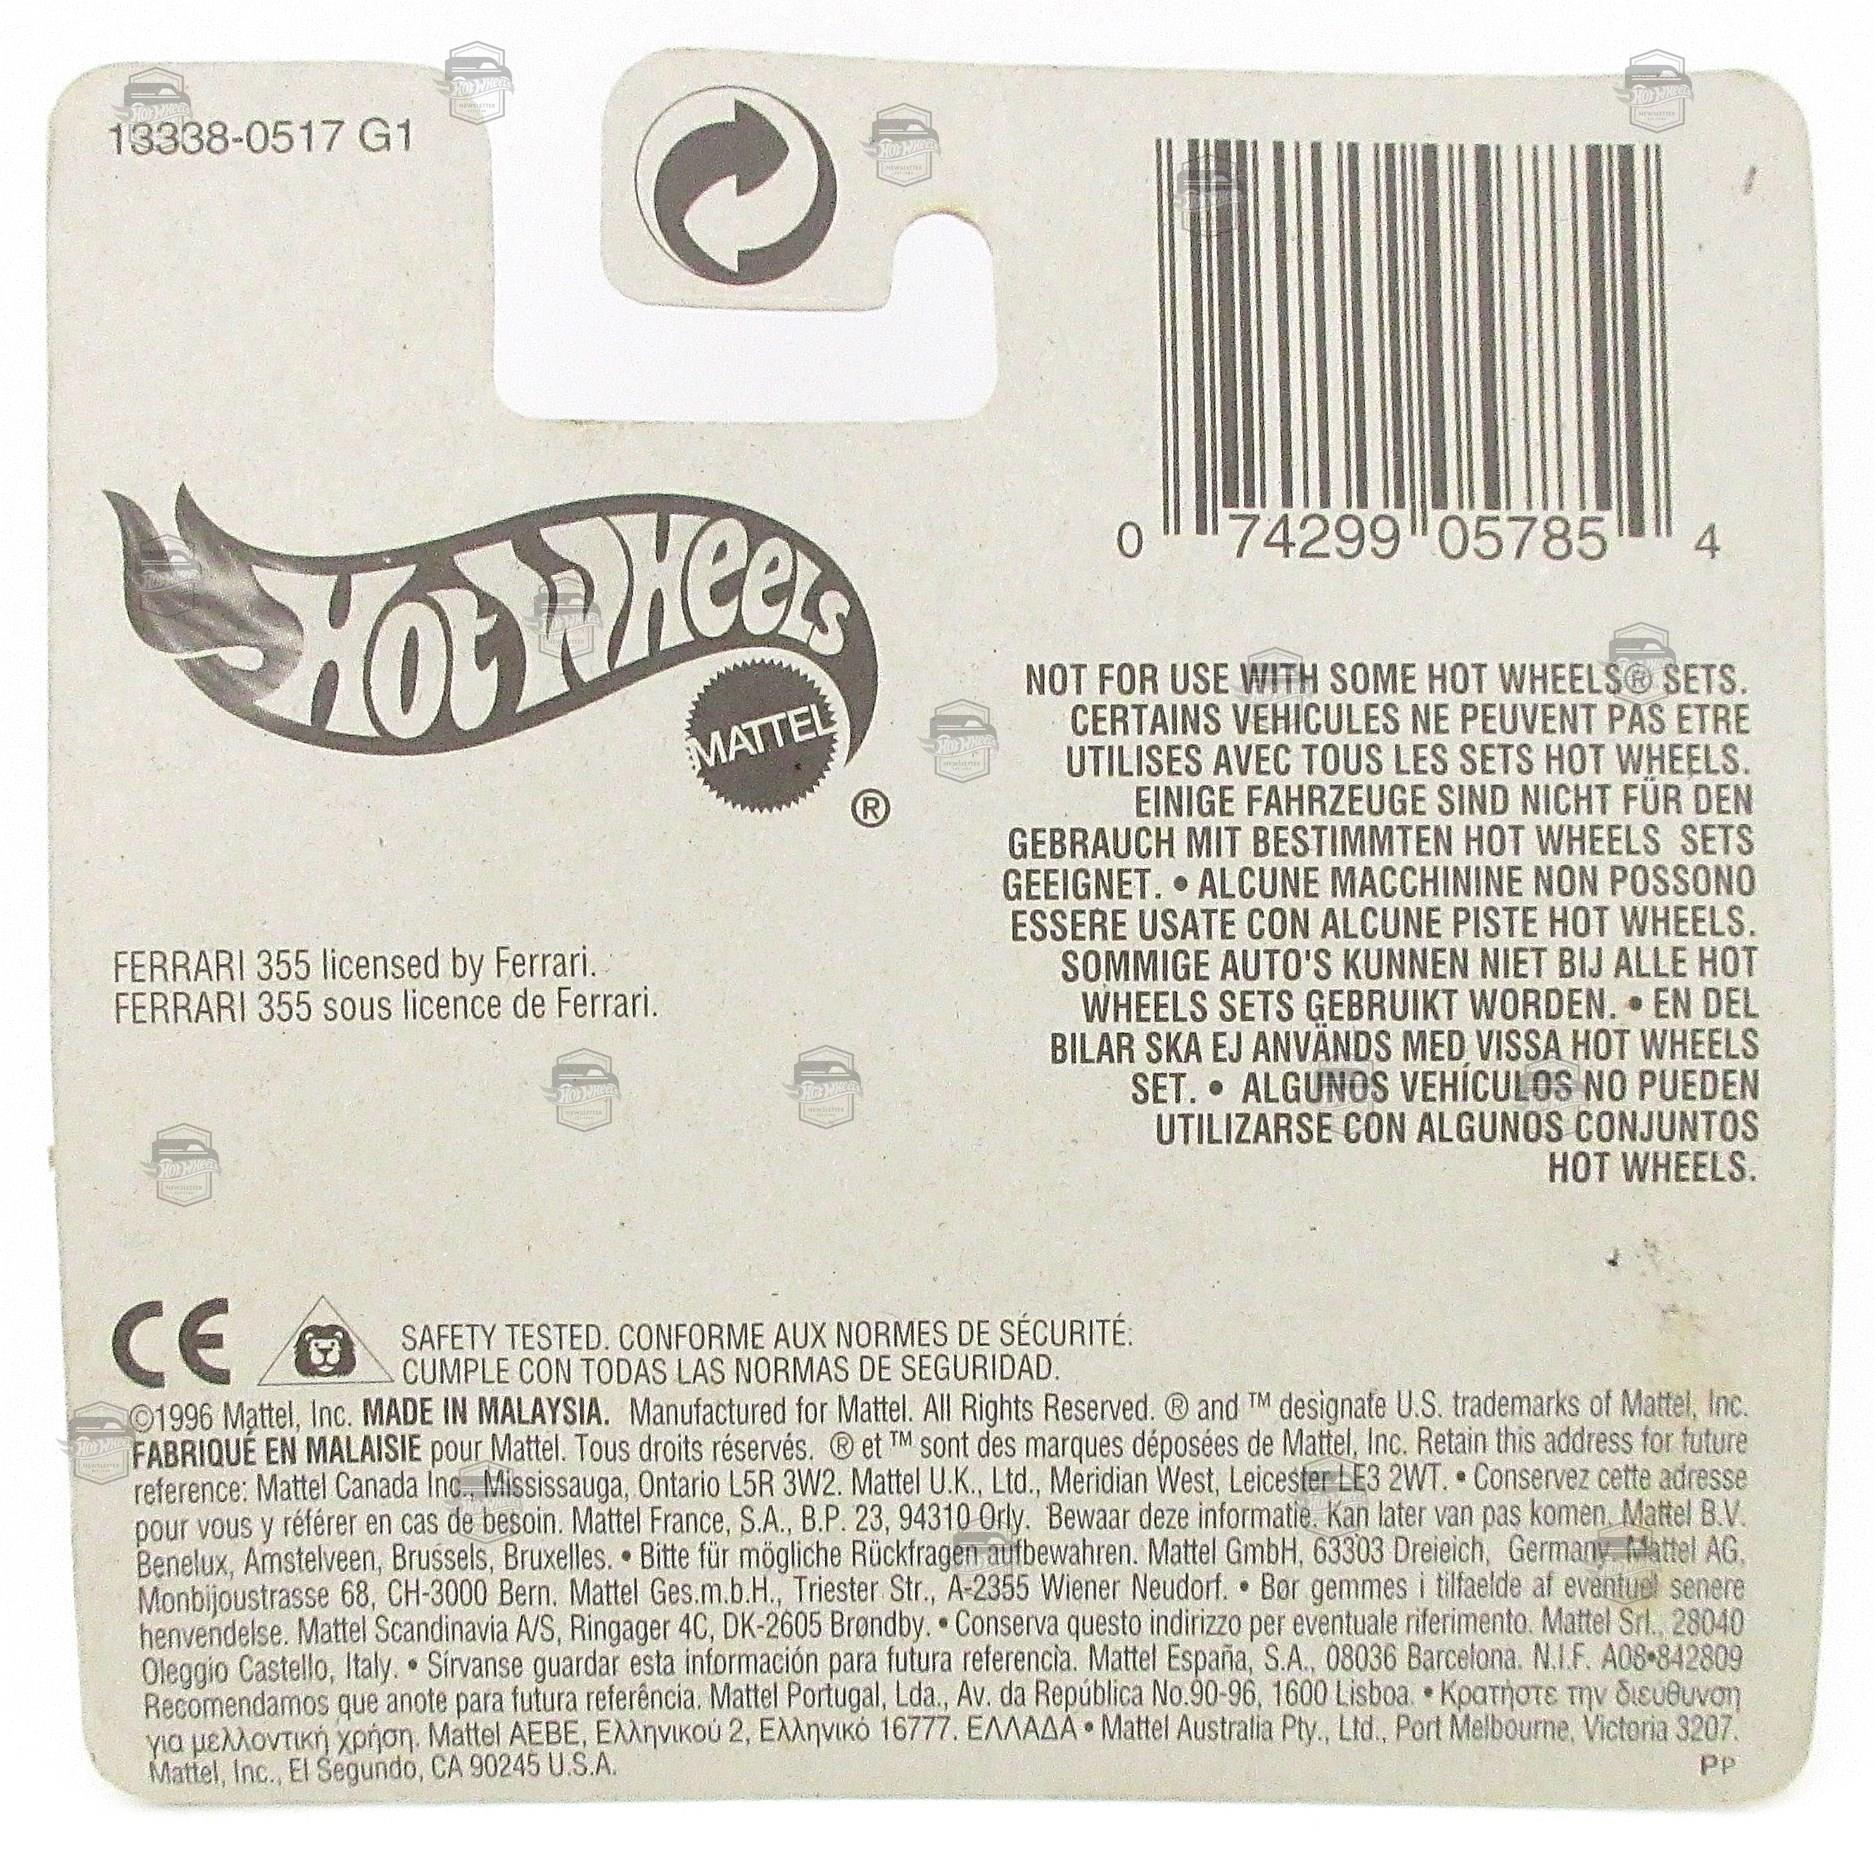 13338-0517 G1
0 74299 05785 4
HOT WHEELS
MATTEL
®
NOT FOR USE WITH SOME HOT WHEELS® SETS.
CERTAINS VEHICULES NE PEUVENT PAS ETRE
UTILISES AVEC TOUS LES SETS HOT WHEELS.
EINIGE FAHRZEUGE SIND NICHT FÜR DEN
GEBRAUCH MIT BESTIMMTEN HOT WHEELS SETS
GEEIGNET. • ALCUNE MACCHININE NON POSSONO
ESSERE USATE CON ALCUNE PISTE HOT WHEELS.
SOMMIGE AUTO'S KUNNEN NIET BIJ ALLE HOT
WHEELS SETS GEBRUIKT WORDEN. • EN DEL
BILAR SKA EJ ANVÄNDS MED VISSA HOT WHEELS
SET. • ALGUNOS VEHÍCULOS NO PUEDEN
UTILIZARSE CON ALGUNOS CONJUNTOS
HOT WHEELS.
FERRARI 355 licensed by Ferrari.
FERRARI 355 sous licence de Ferrari.
CE
SAFETY TESTED. CONFORME AUX NORMES DE SÉCURITÉ.
CUMPLE CON TODAS LAS NORMAS DE SEGURIDAD.
©1996 Mattel, Inc. MADE IN MALAYSIA. Manufactured for Mattel. All Rights Reserved. ® and ™ designate U.S. trademarks of Mattel, Inc.
FABRIQUÉ EN MALAISIE pour Mattel. Tous droits réservés. ® et ™ sont des marques déposées de Mattel, Inc. Retain this address for future
reference: Mattel Canada Inc., Mississauga, Ontario L5R 3W2. Mattel U.K., Ltd., Meridian West, Leicester LE3 2WT. • Conservez cette adresse
pour vous y référer en cas de besoin. Mattel France, S.A., B.P. 23, 94310 Orly. Bewaar deze informatie. Kan later van pas komen. Mattel B.V.
Benelux, Amstelveen, Brussels, Bruxelles. • Bitte für mögliche Rückfragen aufbewahren. Mattel GmbH, 63303 Dreieich, Germany. Mattel AG,
Monbijoustrasse 68, CH-3000 Bern. Mattel Ges.m.b.H., Triester Str., A-2355 Wiener Neudorf. • Bør gemmes i tilfaelde af eventuel senere
henvendelse. Mattel Scandinavia A/S, Ringager 4C, DK-2605 Brøndby. • Conserva questo indirizzo per eventuale riferimento. Mattel Srl., 28040
Oleggio Castello, Italy. • Sírvanse guardar esta información para futura referencia. Mattel España, S.A., 08036 Barcelona. N.I.F. A08•842809
Recomendamos que anote para futura referência. Mattel Portugal, Lda., Av. da República No.90-96, 1600 Lisboa. • Κρατήστε την διευθυνση
για μελλοντική χρήση. Mattel AEBE, Ελληνικού 2, Ελληνικό 16777. ΕΛΛΑΔΑ • Mattel Australia Pty., Ltd., Port Melbourne, Victoria 3207.
Mattel, Inc., El Segundo, CA 90245 U.S.A.
PP